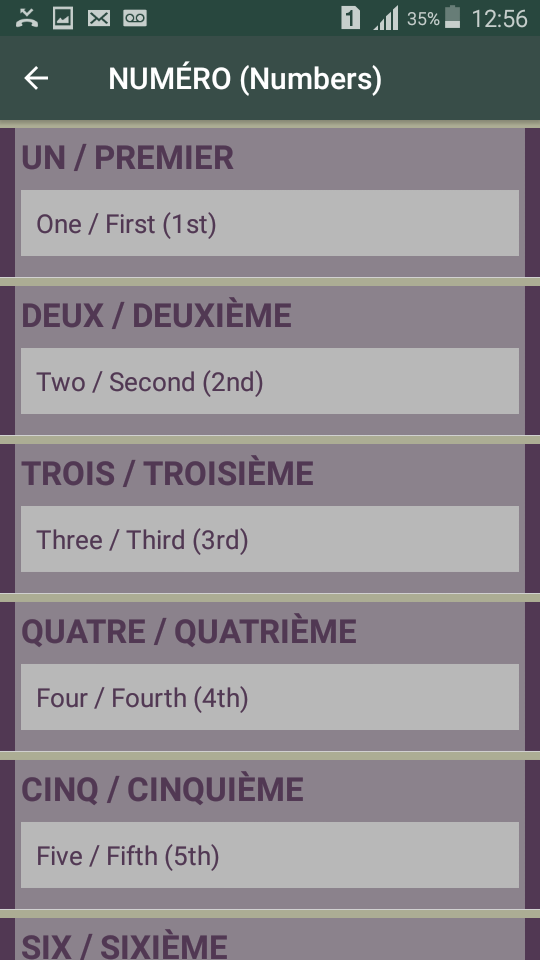 1 35% 12:56
NUMÉRO (Numbers)
UN / PREMIER
One / First (1st)
DEUX / DEUXIÈME
Two / Second (2nd)
TROIS / TROISIÈME
Three / Third (3rd)
QUATRE / QUATRIÈME
Four / Fourth (4th)
CINQ / CINQUIÈME
Five / Fifth (5th)
SIX / SIXIÈME